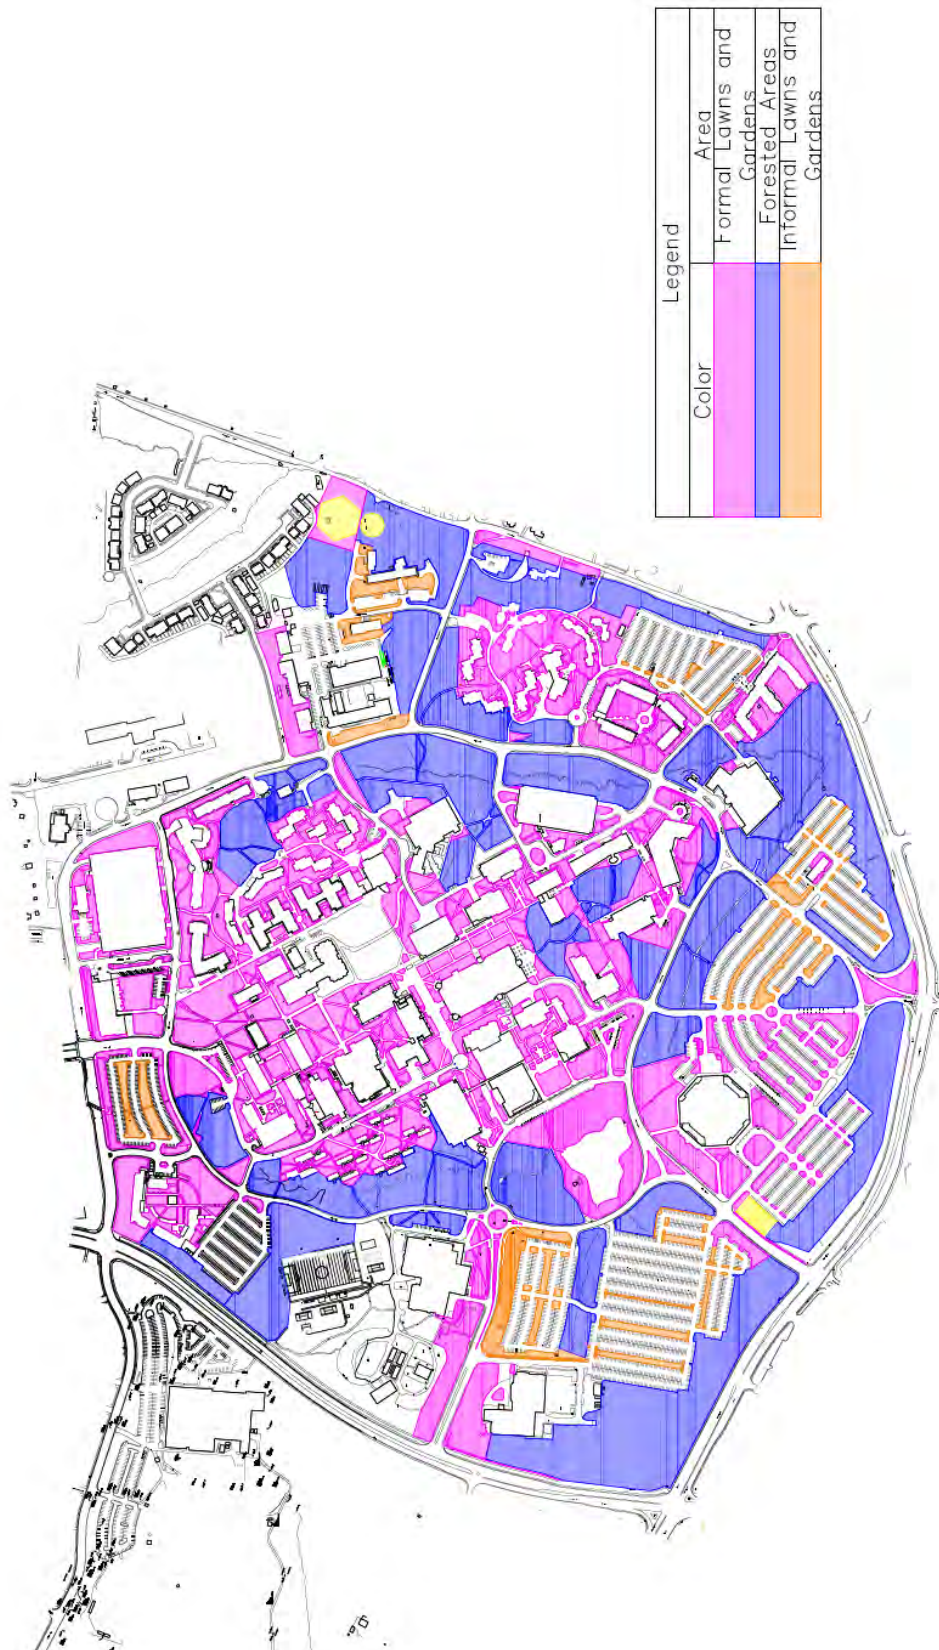 Legend
Color Area
Formal Lawns and
Gardens
Forested Areas
Informal Lawns and
Gardens